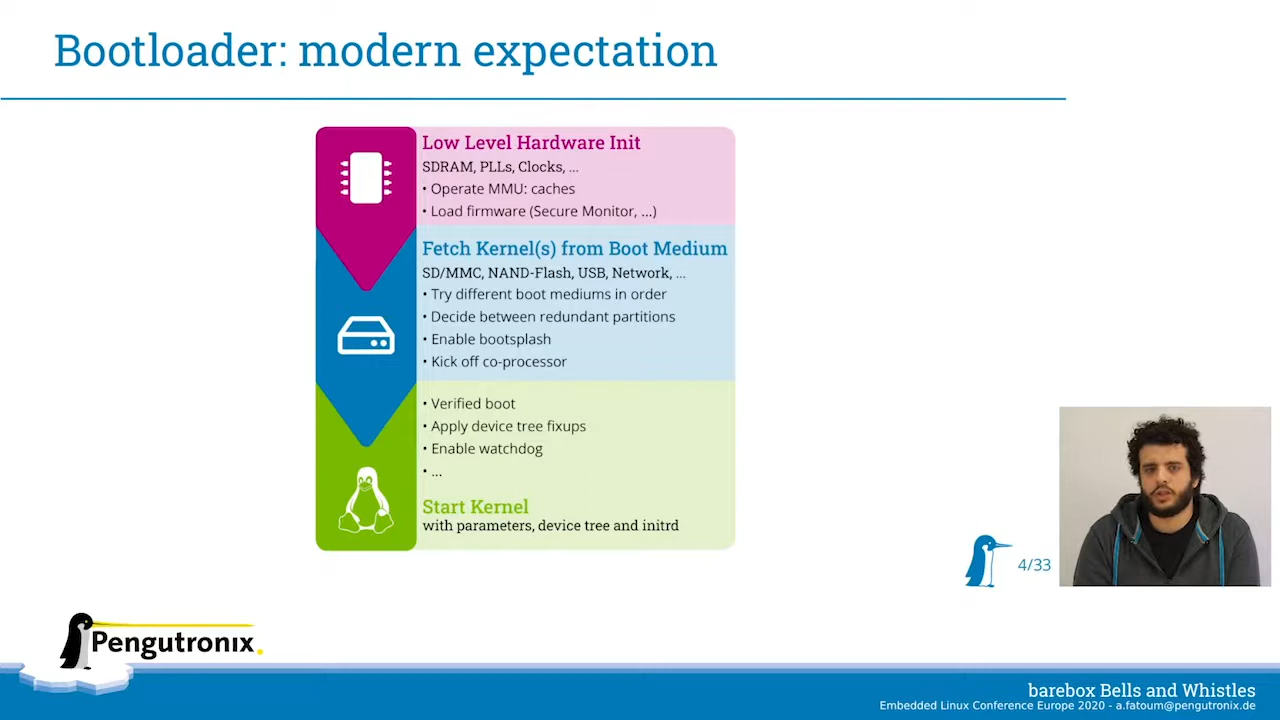 Bootloader: modern expectation
Low Level Hardware Init
SDRAM, PLLs, Clocks, ...
• Operate MMU: caches
• Load firmware (Secure Monitor, ...)
Fetch Kernel(s) from Boot Medium
SD/MMC, NAND-Flash, USB, Network, ...
• Try different boot mediums in order
• Decide between redundant partitions
• Enable bootsplash
• Kick off co-processor
• Verified boot
• Apply device tree fixups
• Enable watchdog
• ...
Start Kernel
with parameters, device tree and initrd
4/33
Pengutronix
barebox Bells and Whistles
Embedded Linux Conference Europe 2020 - a.fatoum@pengutronix.de